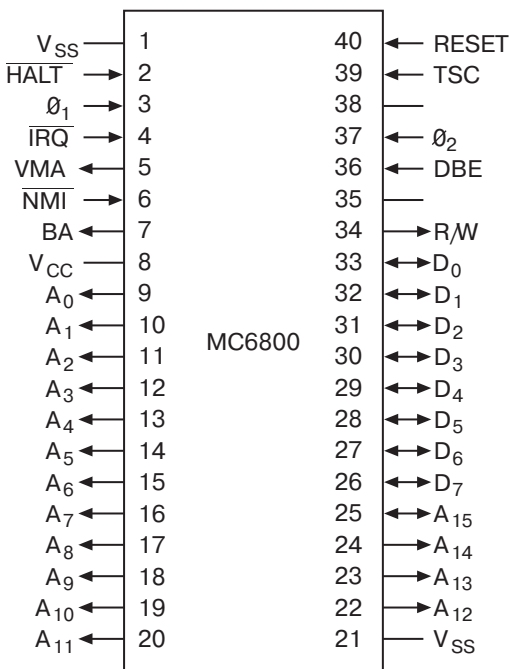 V_SS 1 40 RESET
H̅A̅L̅T̅ 2 39 TSC
Ø_1 3 38
I̅R̅Q̅ 4 37 Ø_2
VMA 5 36 DBE
N̅M̅I̅ 6 35
BA 7 34 R/W
V_CC 8 33 D_0
A_0 9 32 D_1
A_1 10 31 D_2
MC6800
A_2 11 30 D_3
A_3 12 29 D_4
A_4 13 28 D_5
A_5 14 27 D_6
A_6 15 26 D_7
A_7 16 25 A_15
A_8 17 24 A_14
A_9 18 23 A_13
A_10 19 22 A_12
A_11 20 21 V_SS